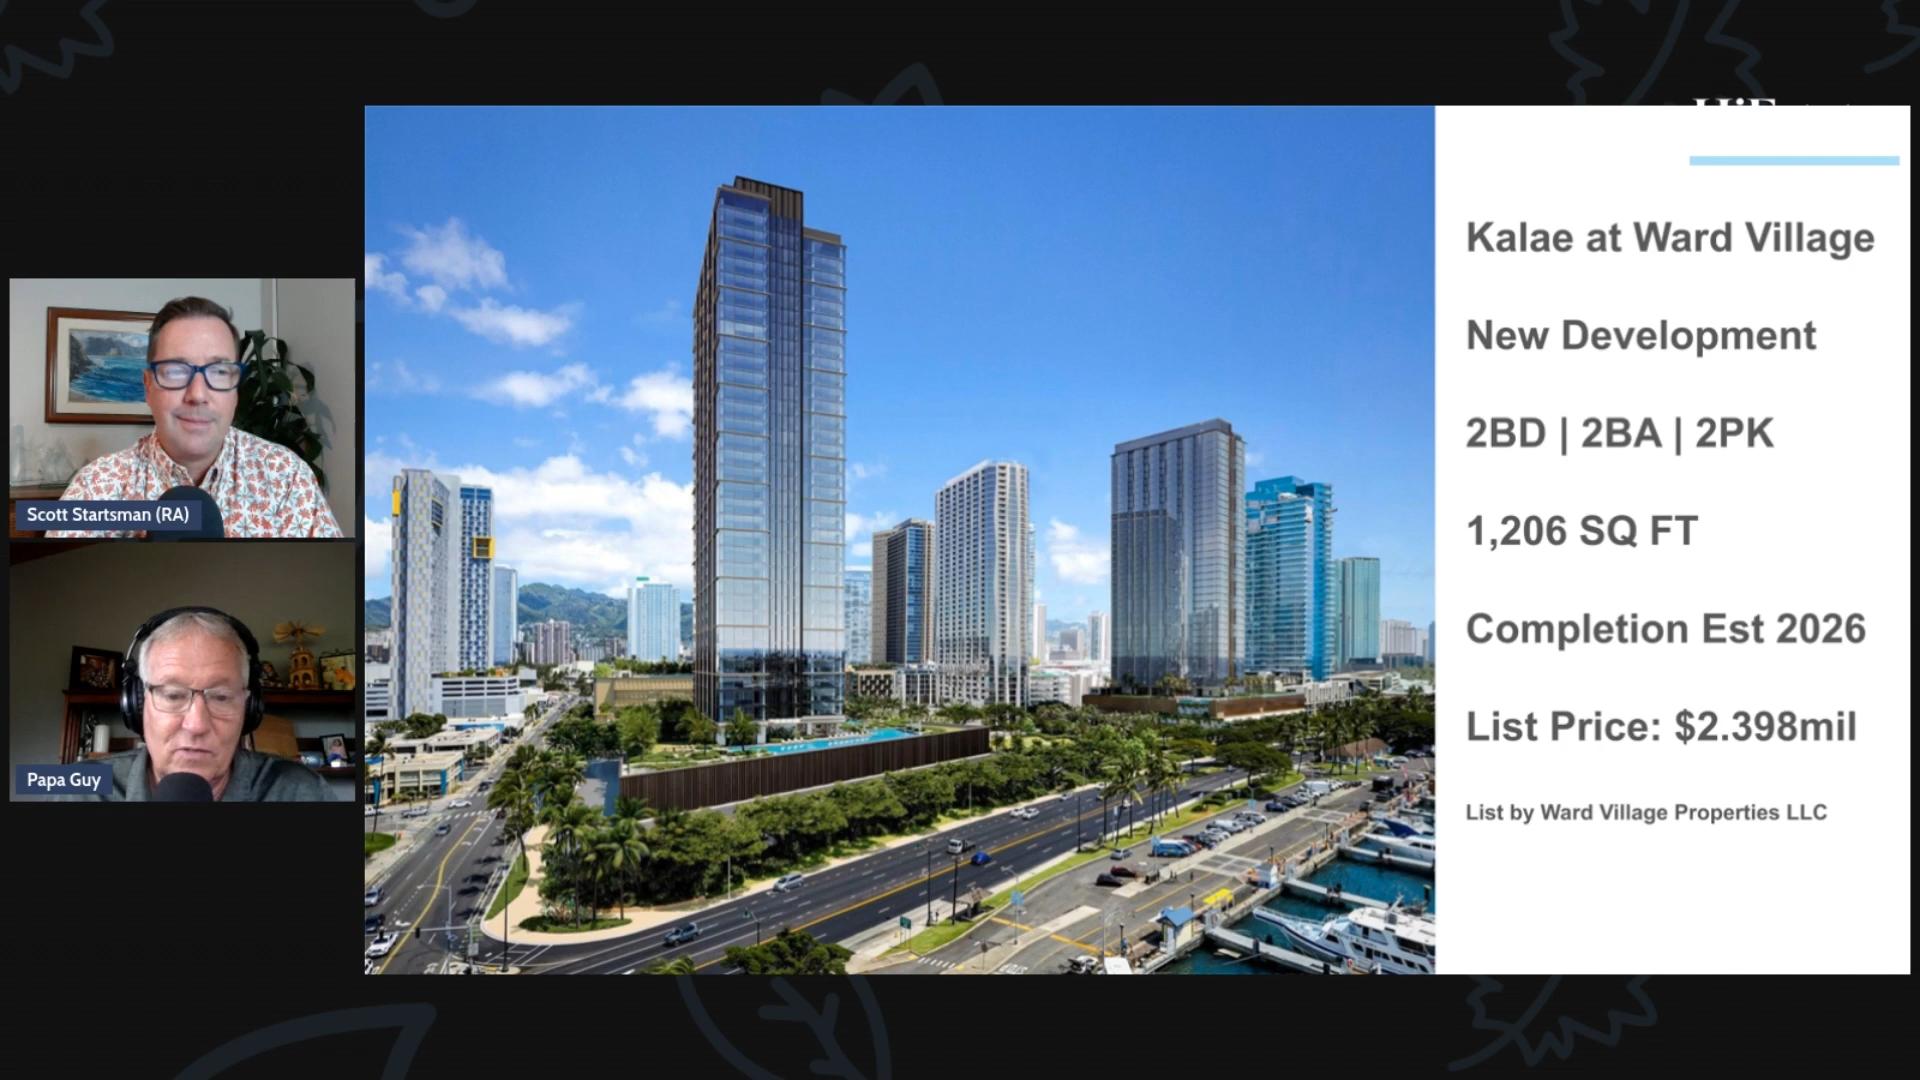 Kalae at Ward Village
New Development
2BD | 2BA | 2PK
1,206 SQ FT
Completion Est 2026
List Price: $2.398mil
List by Ward Village Properties LLC
Scott Startsman (RA)
Papa Guy